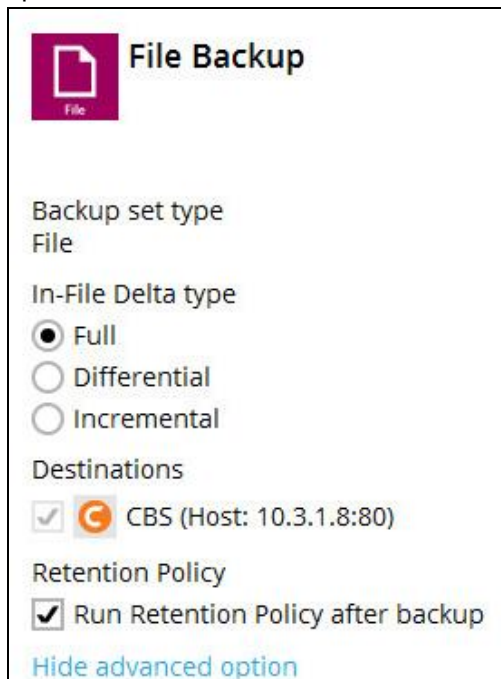 File Backup
File
Backup set type
File
In-File Delta type
Full
Differential
Incremental
Destinations
CBS (Host: 10.3.1.8:80)
Retention Policy
Run Retention Policy after backup
Hide advanced option